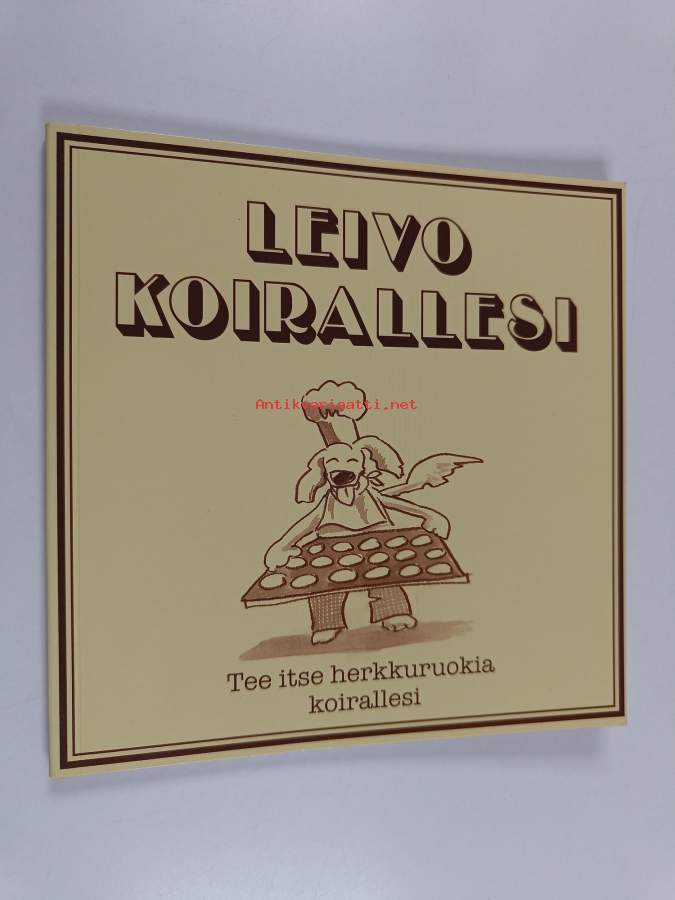 LEIVO
KOIRALLESI
Antikvariaatti.net
Tee itse herkkuruokia
koirallesi